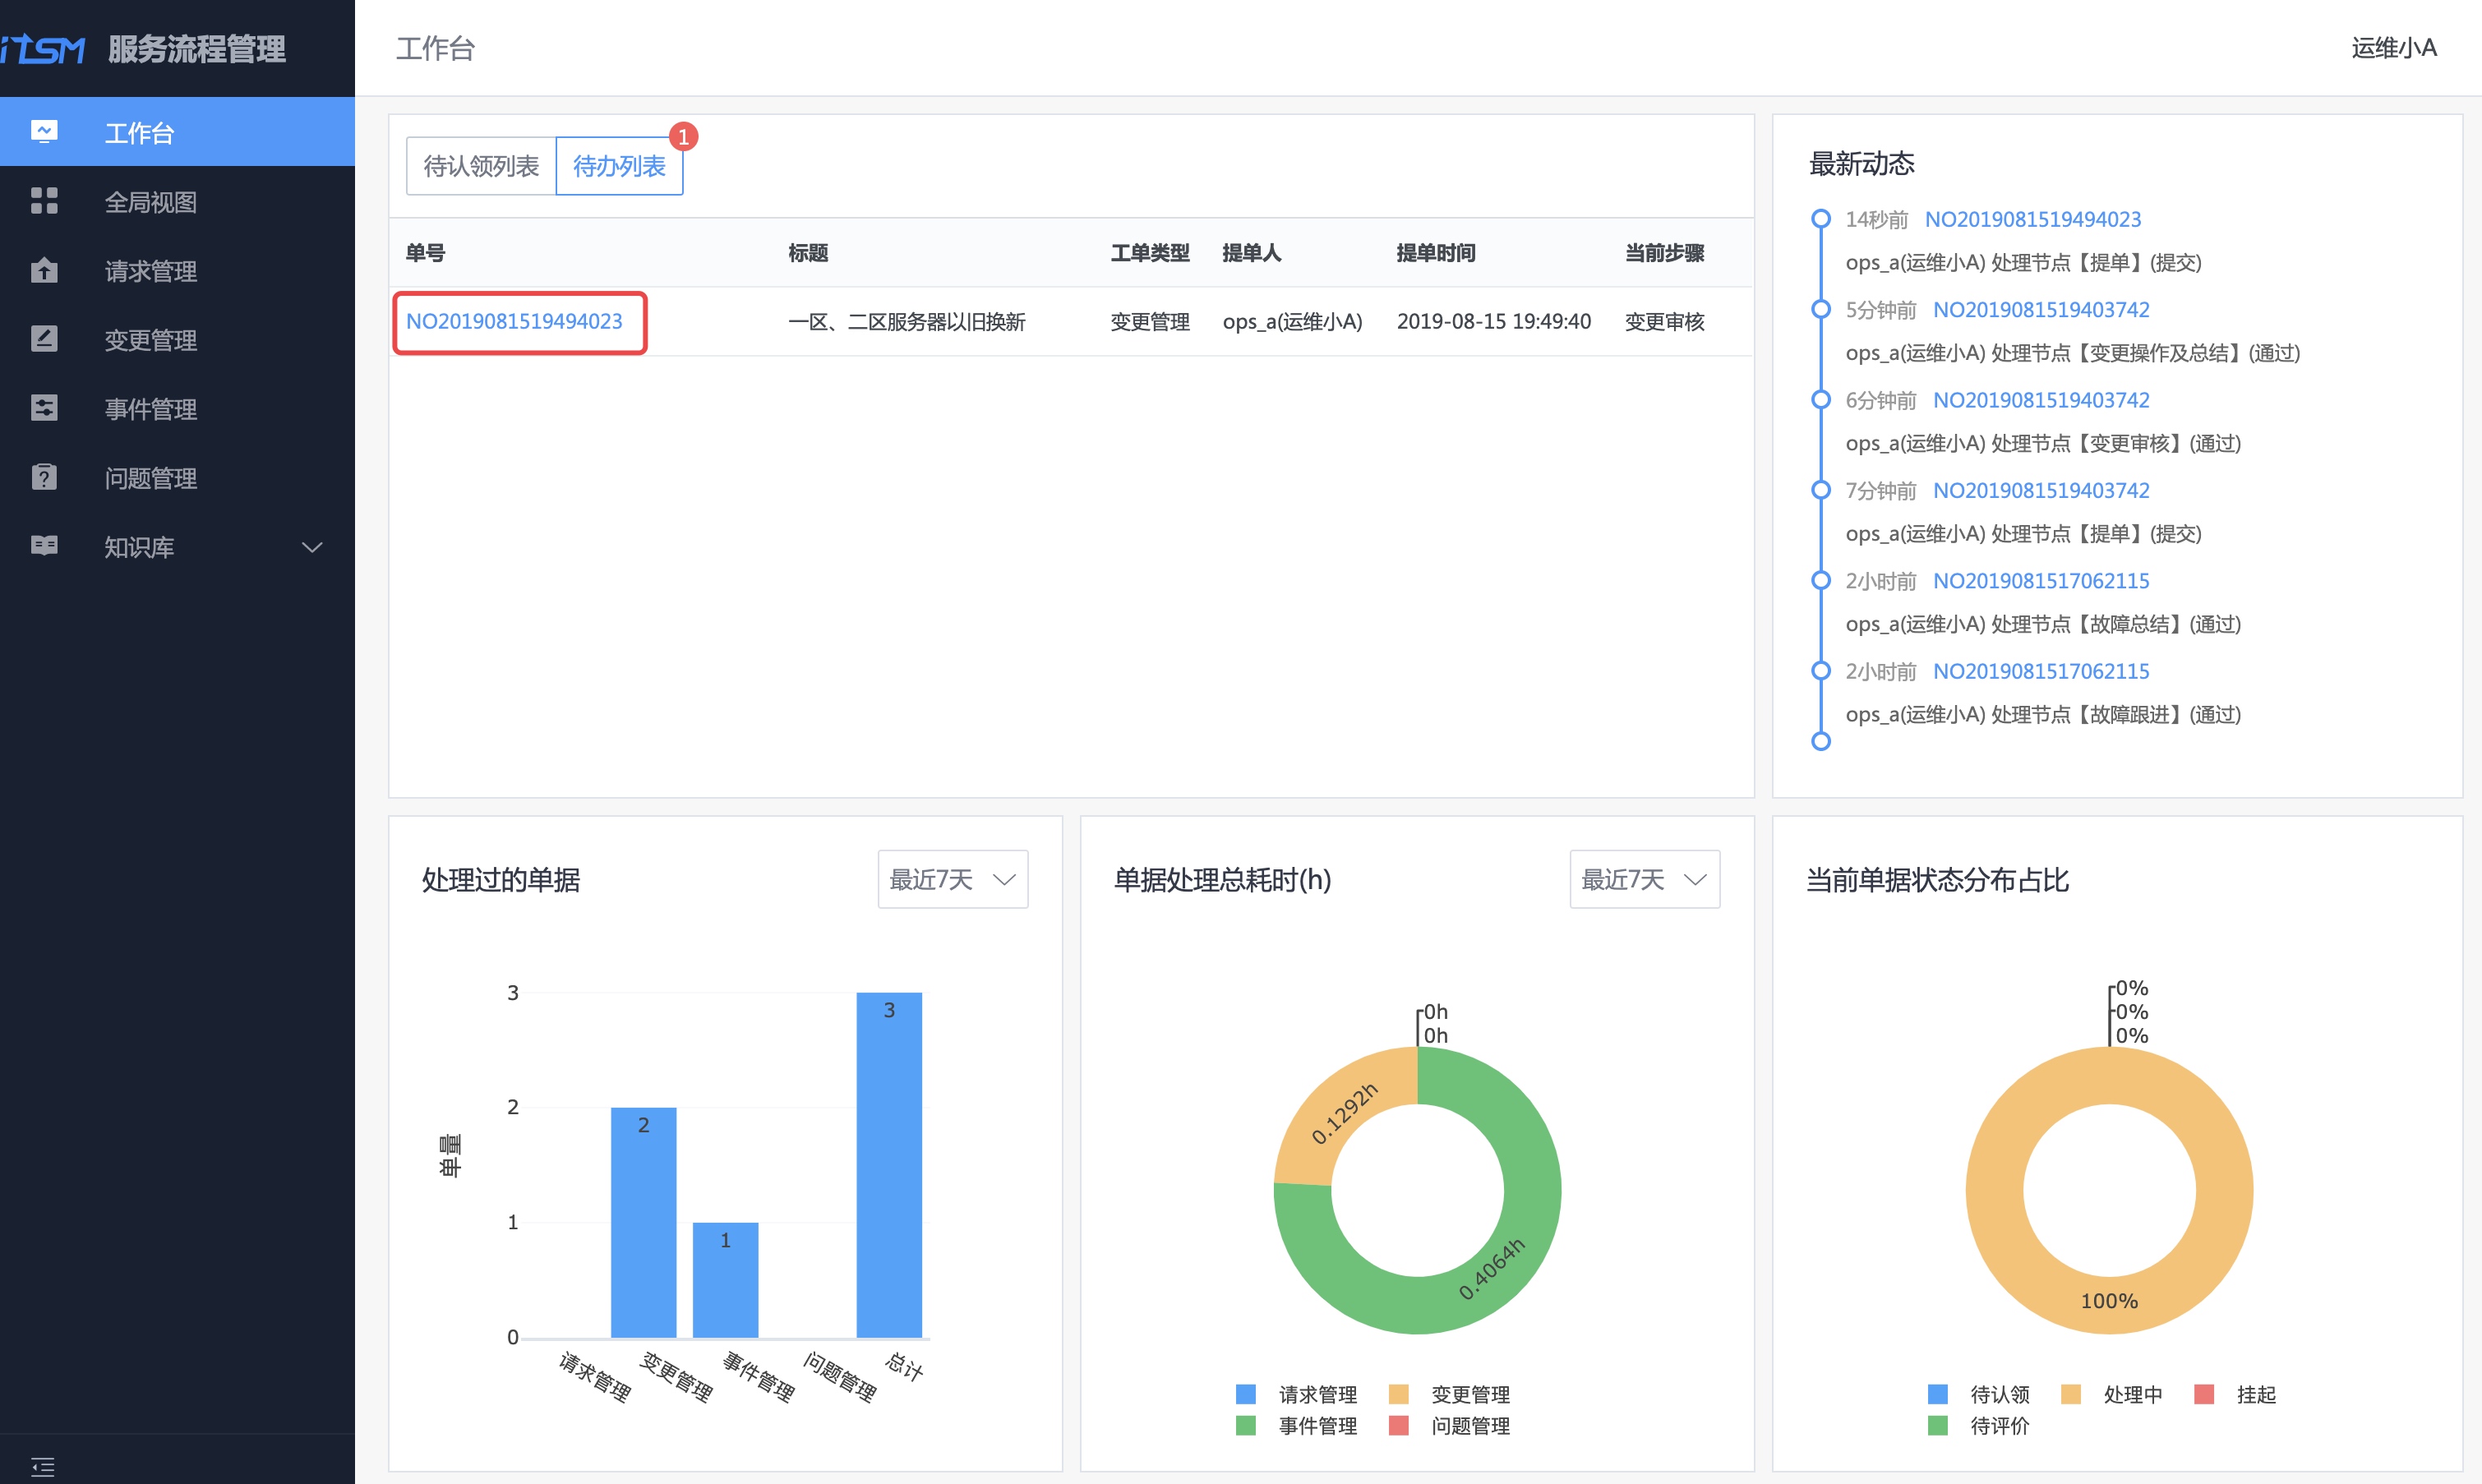 iTSM 服务流程管理
工作台
运维小A
工作台
全局视图
请求管理
变更管理
事件管理
问题管理
知识库
待认领列表 待办列表 1
单号 标题 工单类型 提单人 提单时间 当前步骤
NO2019081519494023 一区、二区服务器以旧换新 变更管理 ops_a(运维小A) 2019-08-15 19:49:40 变更审核
最新动态
14秒前 NO2019081519494023
ops_a(运维小A) 处理节点【提单】(提交)
5分钟前 NO2019081519403742
ops_a(运维小A) 处理节点【变更操作及总结】(通过)
6分钟前 NO2019081519403742
ops_a(运维小A) 处理节点【变更审核】(通过)
7分钟前 NO2019081519403742
ops_a(运维小A) 处理节点【提单】(提交)
2小时前 NO2019081517062115
ops_a(运维小A) 处理节点【故障总结】(通过)
2小时前 NO2019081517062115
ops_a(运维小A) 处理节点【故障跟进】(通过)
处理过的单据 最近7天
单量
3
2
1
0
2
1
3
请求管理 变更管理 事件管理 问题管理 总计
单据处理总耗时(h) 最近7天
0h
0h
0.1292h
0.4064h
请求管理 变更管理
事件管理 问题管理
当前单据状态分布占比
0%
0%
0%
100%
待认领 处理中 挂起
待评价